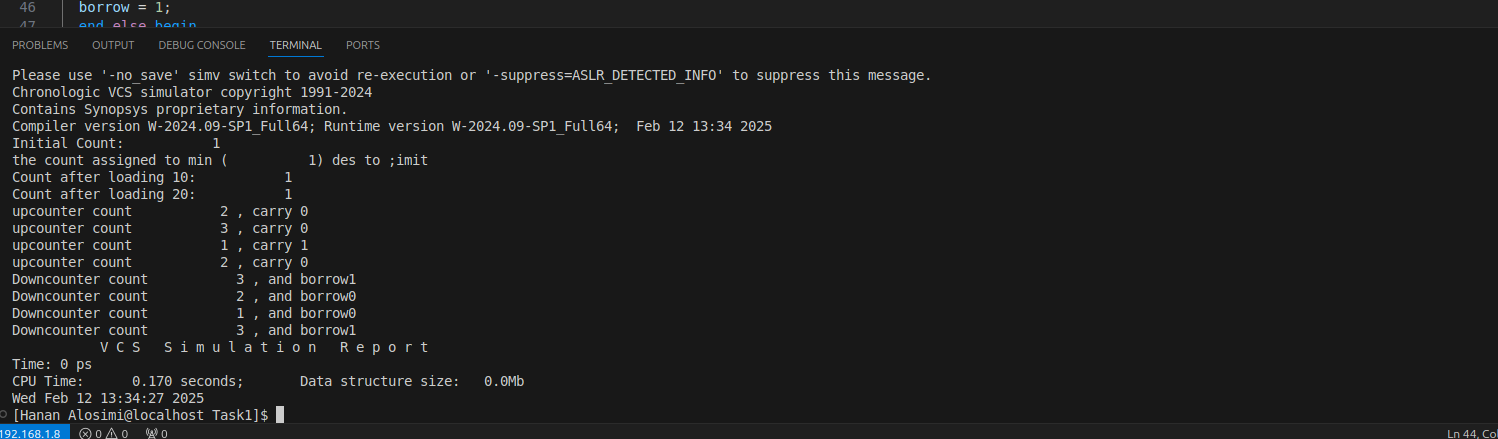 46 borrow = 1;
47 end else begin
PROBLEMS OUTPUT DEBUG CONSOLE TERMINAL PORTS
Please use '-no_save' simv switch to avoid re-execution or '-suppress=ASLR_DETECTED_INFO' to suppress this message.
Chronologic VCS simulator copyright 1991-2024
Contains Synopsys proprietary information.
Compiler version W-2024.09-SP1_Full64; Runtime version W-2024.09-SP1_Full64;  Feb 12 13:34 2025
Initial Count:           1
the count assigned to min (          1) des to ;imit
Count after loading 10:           1
Count after loading 20:           1
upcounter count           2 , carry 0
upcounter count           3 , carry 0
upcounter count           1 , carry 1
upcounter count           2 , carry 0
Downcounter count           3 , and borrow1
Downcounter count           2 , and borrow0
Downcounter count           1 , and borrow0
Downcounter count           3 , and borrow1
           V C S   S i m u l a t i o n   R e p o r t
Time: 0 ps
CPU Time:      0.170 seconds;       Data structure size:   0.0Mb
Wed Feb 12 13:34:27 2025
[Hanan Alosimi@localhost Task1]$
192.168.1.8 0 0 0 Ln 44, Co